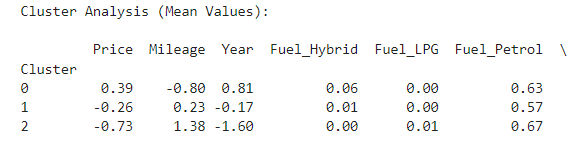 Cluster Analysis (Mean Values):
Price Mileage Year Fuel_Hybrid Fuel_LPG Fuel_Petrol \
Cluster
0 0.39 -0.80 0.81 0.06 0.00 0.63
1 -0.26 0.23 -0.17 0.01 0.00 0.57
2 -0.73 1.38 -1.60 0.00 0.01 0.67